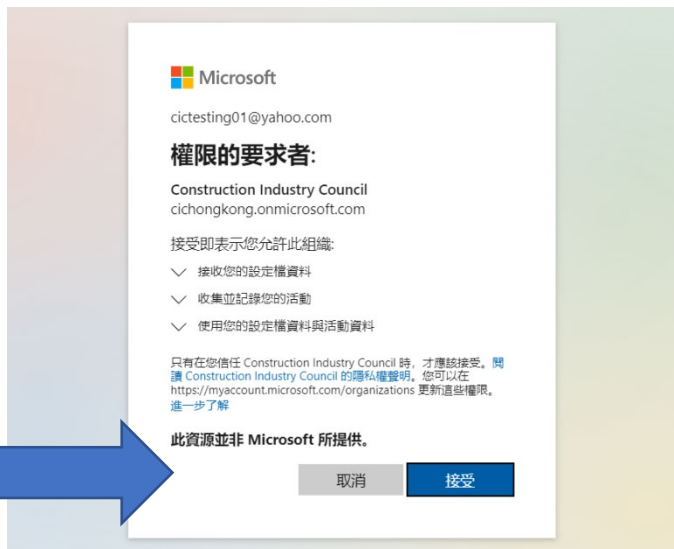 Microsoft
cictesting01@yahoo.com
權限的要求者:
Construction Industry Council
cichongkong.onmicrosoft.com
接受即表示您允許此組織:
接收您的設定檔資料
收集並記錄您的活動
使用您的設定檔資料與活動資料
只有在您信任 Construction Industry Council 時，才應該接受。閱
讀 Construction Industry Council 的隱私權聲明。您可以在
https://myaccount.microsoft.com/organizations 更新這些權限。
進一步了解
此資源並非 Microsoft 所提供。
取消 接受